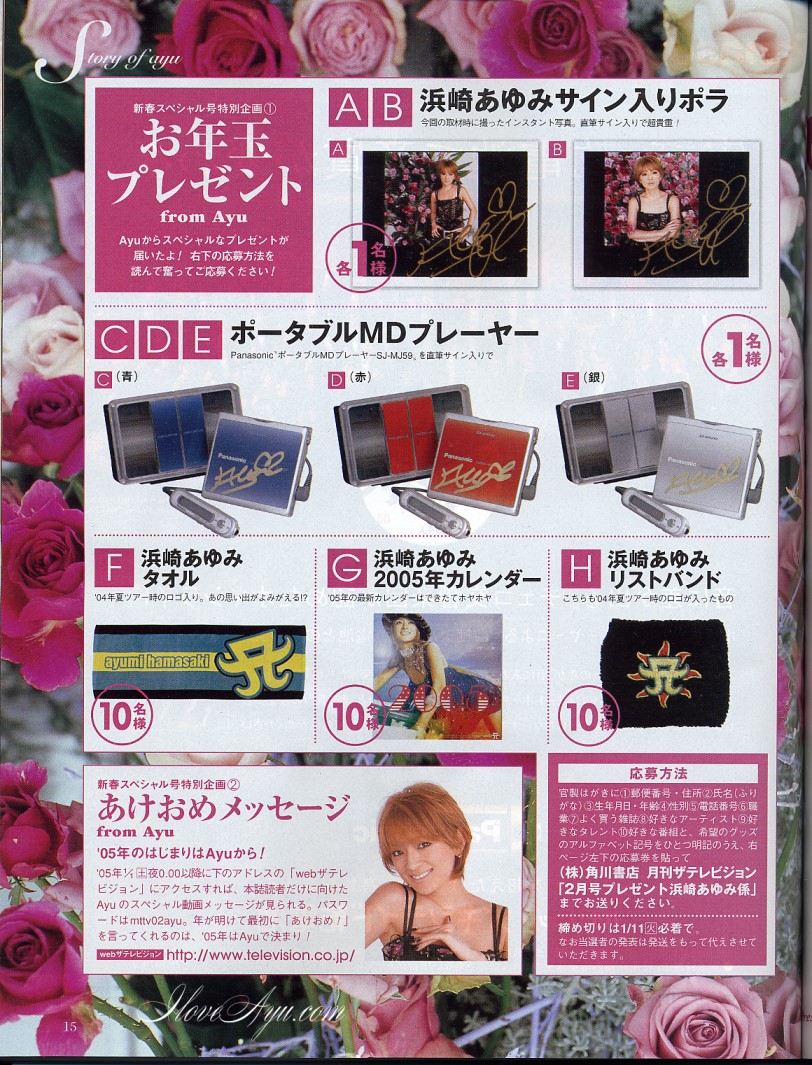 Story of ayu
新春スペシャル号特別企画①
お年玉
プレゼント
from Ayu
Ayuからスペシャルなプレゼントが
届いたよ! 右下の応募方法を
読んで奮ってご応募ください!
A B 浜崎あゆみサイン入りポラ
今回の取材時に撮ったインスタント写真。直筆サイン入りで超貴重!
A
B
各1名様
C D E ポータブルMDプレーヤー
Panasonic“ポータブルMDプレーヤーSJ-MJ59„を直筆サイン入りで
各1名様
C (青)
D (赤)
E (銀)
Panasonic
Panasonic
Panasonic
F 浜崎あゆみ
タオル
'04年夏ツアー時のロゴ入り。あの思い出がよみがえる!?
ayumi hamasaki
10名様
G 浜崎あゆみ
2005年カレンダー
'05年の最新カレンダーはできたてホヤホヤ
2005
10名様
H 浜崎あゆみ
リストバンド
こちらも'04年夏ツアー時のロゴが入ったもの
10名様
新春スペシャル号特別企画②
あけおめメッセージ
from Ayu
'05年のはじまりはAyuから!
'05年1/1㊏夜0.00以降に下のアドレスの「webザテレ
ビジョン」にアクセスすれば、本誌読者だけに向けた
Ayuのスペシャル動画メッセージが見られる。パスワ
ードはmttv02ayu。年が明けて最初に「あけおめ!」
を言ってくれるのは、'05年はAyuで決まり!
webザテレビジョン http://www.television.co.jp/
応募方法
官製はがきに①郵便番号・住所②氏名(ふり
がな)③生年月日・年齢④性別⑤電話番号⑥職
業⑦よく買う雑誌⑧好きなアーティスト⑨好
きなタレント⑩好きな番組と、希望のグッズ
のアルファベット記号をひとつ明記のうえ、右
ページ左下の応募券を貼って
(株)角川書店 月刊ザテレビジョン
「2月号プレゼント浜崎あゆみ係」
までお送りください。
締め切りは1/11㊋必着で。
なお当選者の発表は発送をもって代えさせて
いただきます。
15
IloveAyu.com